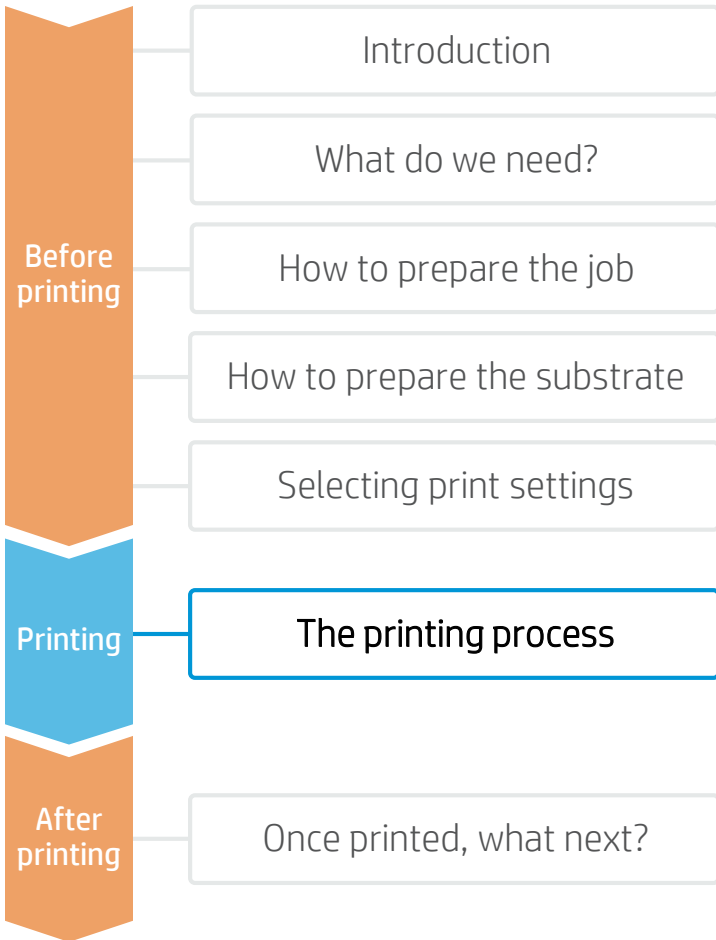 Before
printing
Introduction
What do we need?
How to prepare the job
How to prepare the substrate
Selecting print settings
Printing
The printing process
After
printing
Once printed, what next?